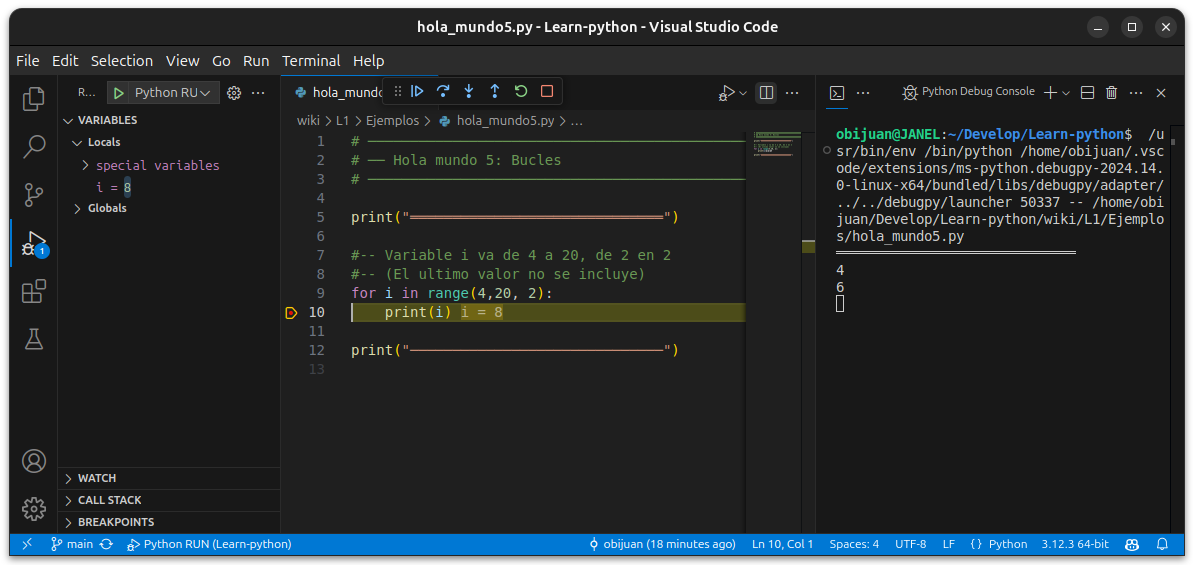 hola_mundo5.py - Learn-python - Visual Studio Code
File Edit Selection View Go Run Terminal Help
R... Python RU
hola_mundo
Python Debug Console
VARIABLES
Locals
special variables
i = 8
Globals
wiki > L1 > Ejemplos > hola_mundo5.py > ...
1 # ──────────────────────────────
2 # ── Hola mundo 5: Bucles
3 # ──────────────────────────────
4
5 print("══════════════════════════════")
6
7 #-- Variable i va de 4 a 20, de 2 en 2
8 #-- (El ultimo valor no se incluye)
9 for i in range(4,20, 2):
10 print(i) i = 8
11
12 print("──────────────────────────────")
13
obijuan@JANEL:~/Develop/Learn-python$ /u
sr/bin/env /bin/python /home/obijuan/.vsc
ode/extensions/ms-python.debugpy-2024.14.
0-linux-x64/bundled/libs/debugpy/adapter/
../../debugpy/launcher 50337 -- /home/obi
juan/Develop/Learn-python/wiki/L1/Ejemplo
s/hola_mundo5.py
══════════════════════════════
4
6
1
WATCH
CALL STACK
BREAKPOINTS
main Python RUN (Learn-python) obijuan (18 minutes ago) Ln 10, Col 1 Spaces: 4 UTF-8 LF {} Python 3.12.3 64-bit